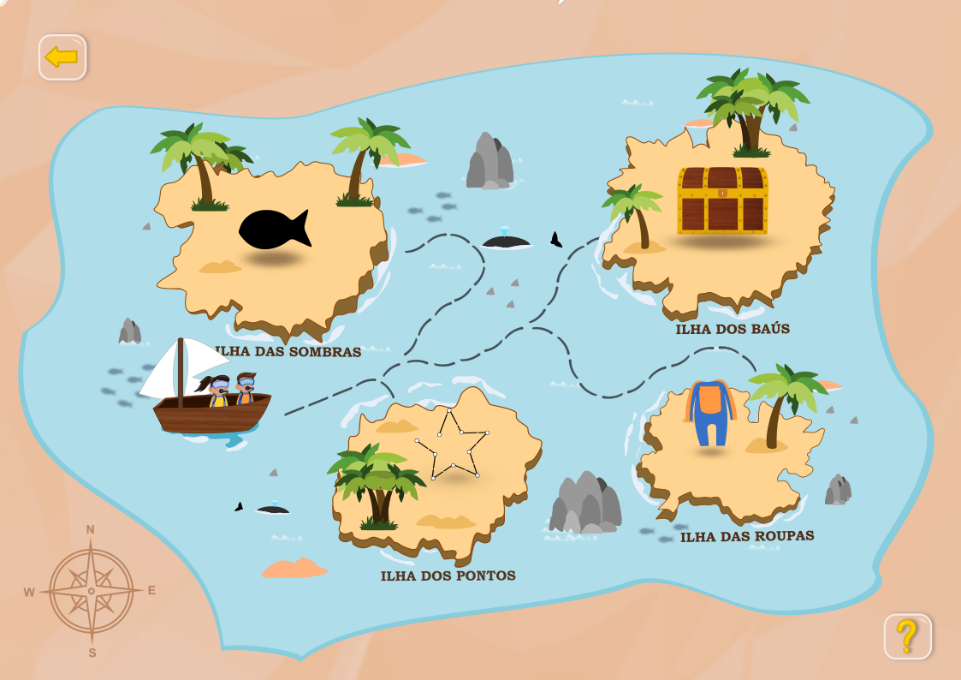 ILHA DAS SOMBRAS
ILHA DOS BAÚS
ILHA DAS ROUPAS
ILHA DOS PONTOS
N
W
E
S
?